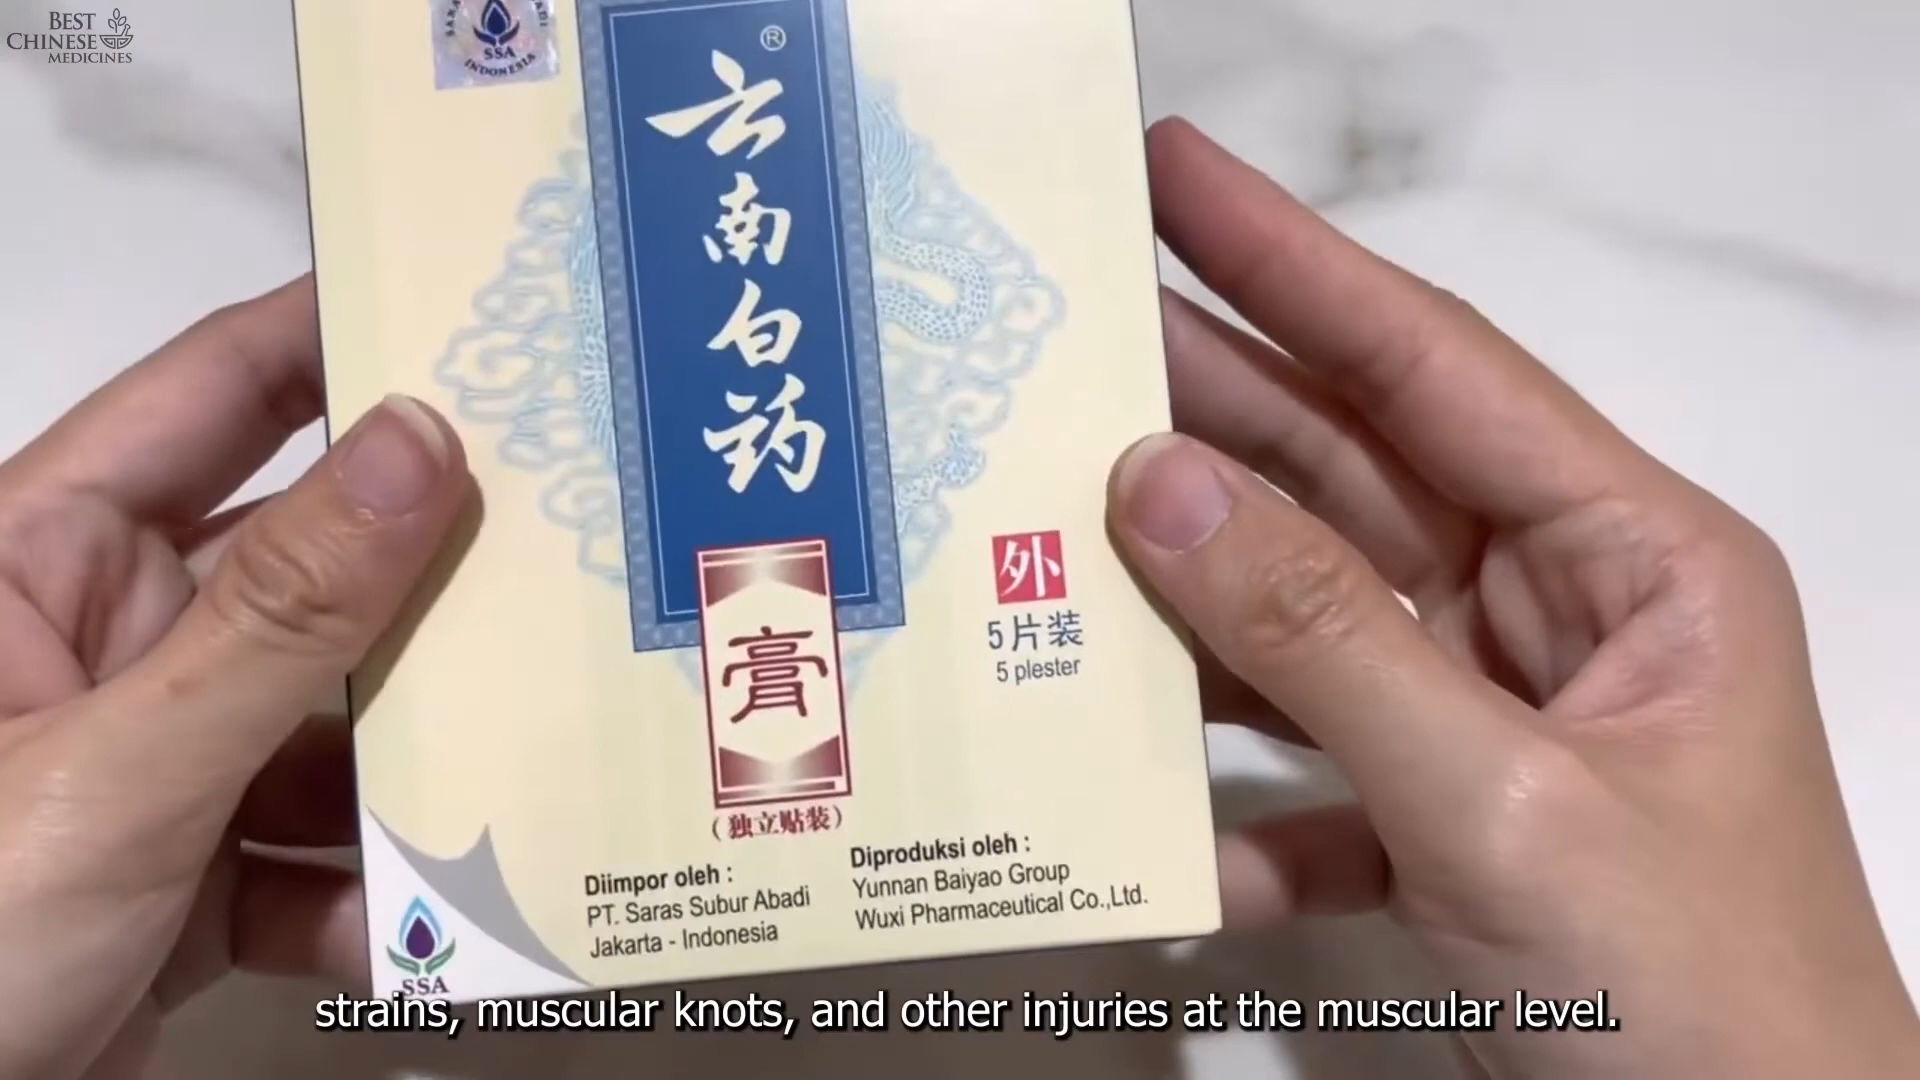 BEST
CHINESE
MEDICINES
SSA
INDONESIA
®
云南白药
膏
(独立贴装)
外
5片装
5 plester
Diimpor oleh :
PT. Saras Subur Abadi
Jakarta - Indonesia
Diproduksi oleh :
Yunnan Baiyao Group
Wuxi Pharmaceutical Co.,Ltd.
SSA
strains, muscular knots, and other injuries at the muscular level.